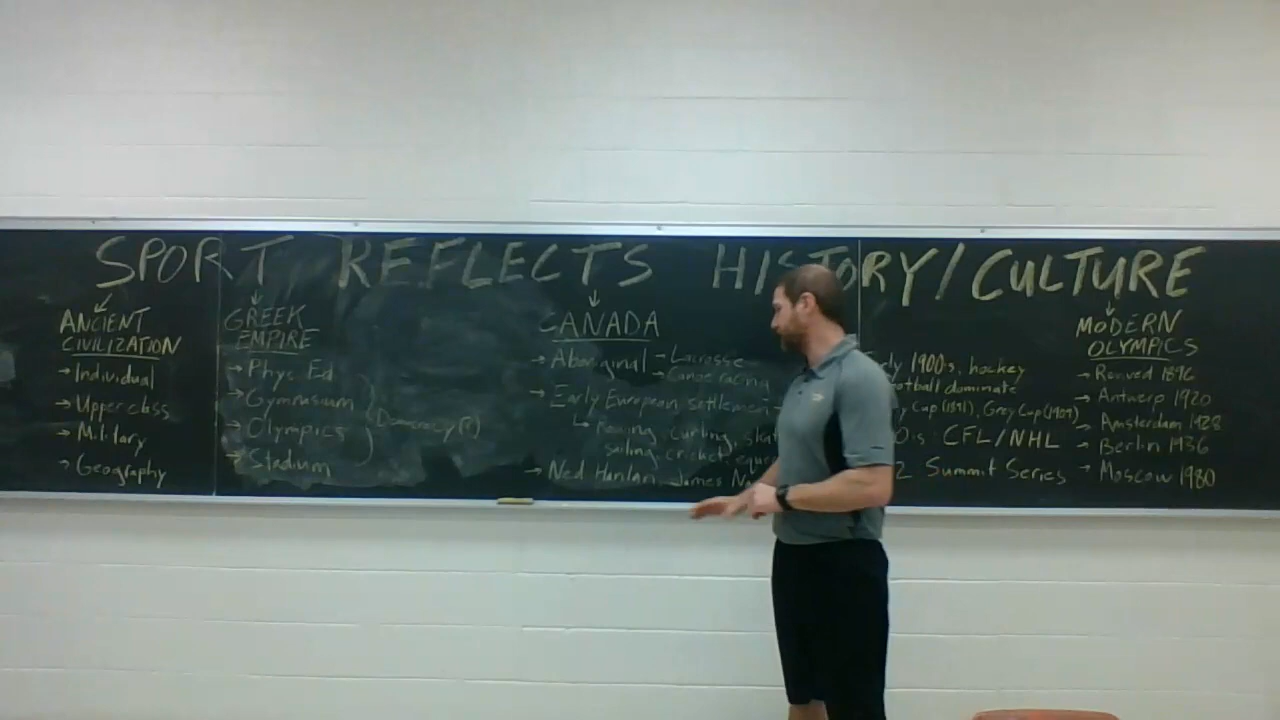 SPORT REFLECTS HISTORY/CULTURE
ANCIENT
CIVILIZATION
→ Individual
→ Upper class
→ Military
→ Geography
GREEK
EMPIRE
→ Phys. Ed
→ Gymnasium
→ Olympics
→ Stadium
Democracy(?)
CANADA
→ Aboriginal → Lacrosse
→ Canoe racing
→ Early European settlemen
↳ Rowing, curling,
sailing, cricket,
→ Ned Hanlan, James
1900s, hockey
football dominate
Cup (1891), Grey Cup (1909)
CFL/NHL
2 Summit Series
MODERN
OLYMPICS
→ Revived 1896
→ Antwerp 1920
→ Amsterdam 1928
→ Berlin 1936
→ Moscow 1980